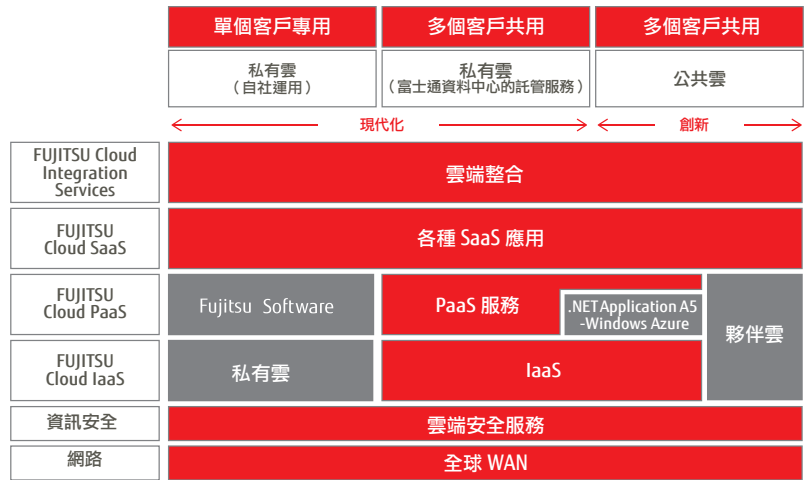 單個客戶專用
多個客戶共用
多個客戶共用
私有雲
（自社運用）
私有雲
（富士通資料中心的託管服務）
公共雲
現代化
創新
FUJITSU Cloud
Integration
Services
雲端整合
FUJITSU
Cloud SaaS
各種 SaaS 應用
FUJITSU
Cloud PaaS
Fujitsu Software
PaaS 服務
.NET Application A5
-Windows Azure
夥伴雲
FUJITSU
Cloud IaaS
私有雲
IaaS
資訊安全
雲端安全服務
網路
全球 WAN